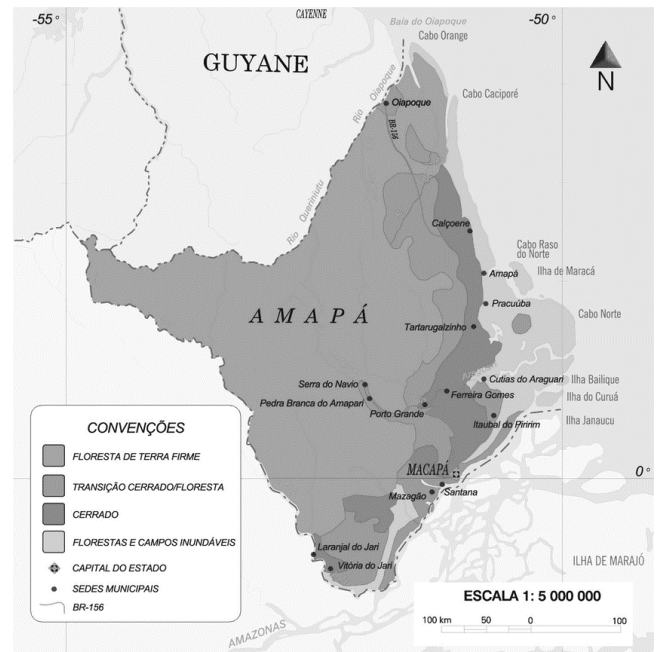 -55°
CAYENNE
-50°
Baía do Oiapoque
Cabo Orange
GUYANE
N
Rio Oiapoque
Oiapoque
Cabo Caciporé
BR-156
Rio Quariniutu
Calçoene
Cabo Raso
do Norte
Amapá
Ilha de Maracá
Pracuúba
AMAPÁ
Cabo Norte
Tartarugalzinho
Serra do Navio
Cutias do Araguari
Ilha Bailique
Pedra Branca do Amapari
Ferreira Gomes
Ilha do Curuá
Porto Grande
Itaubal do Piririm
Ilha Janaucu
CONVENÇÕES
FLORESTA DE TERRA FIRME
TRANSIÇÃO CERRADO/FLORESTA
CERRADO
FLORESTAS E CAMPOS INUNDÁVEIS
CAPITAL DO ESTADO
SEDES MUNICIPAIS
BR-156
MACAPÁ
0°
Mazagão
Santana
Laranjal do Jari
Vitória do Jari
ILHA DE MARAJÓ
AMAZONAS
ESCALA 1: 5 000 000
100 km 50 0 100